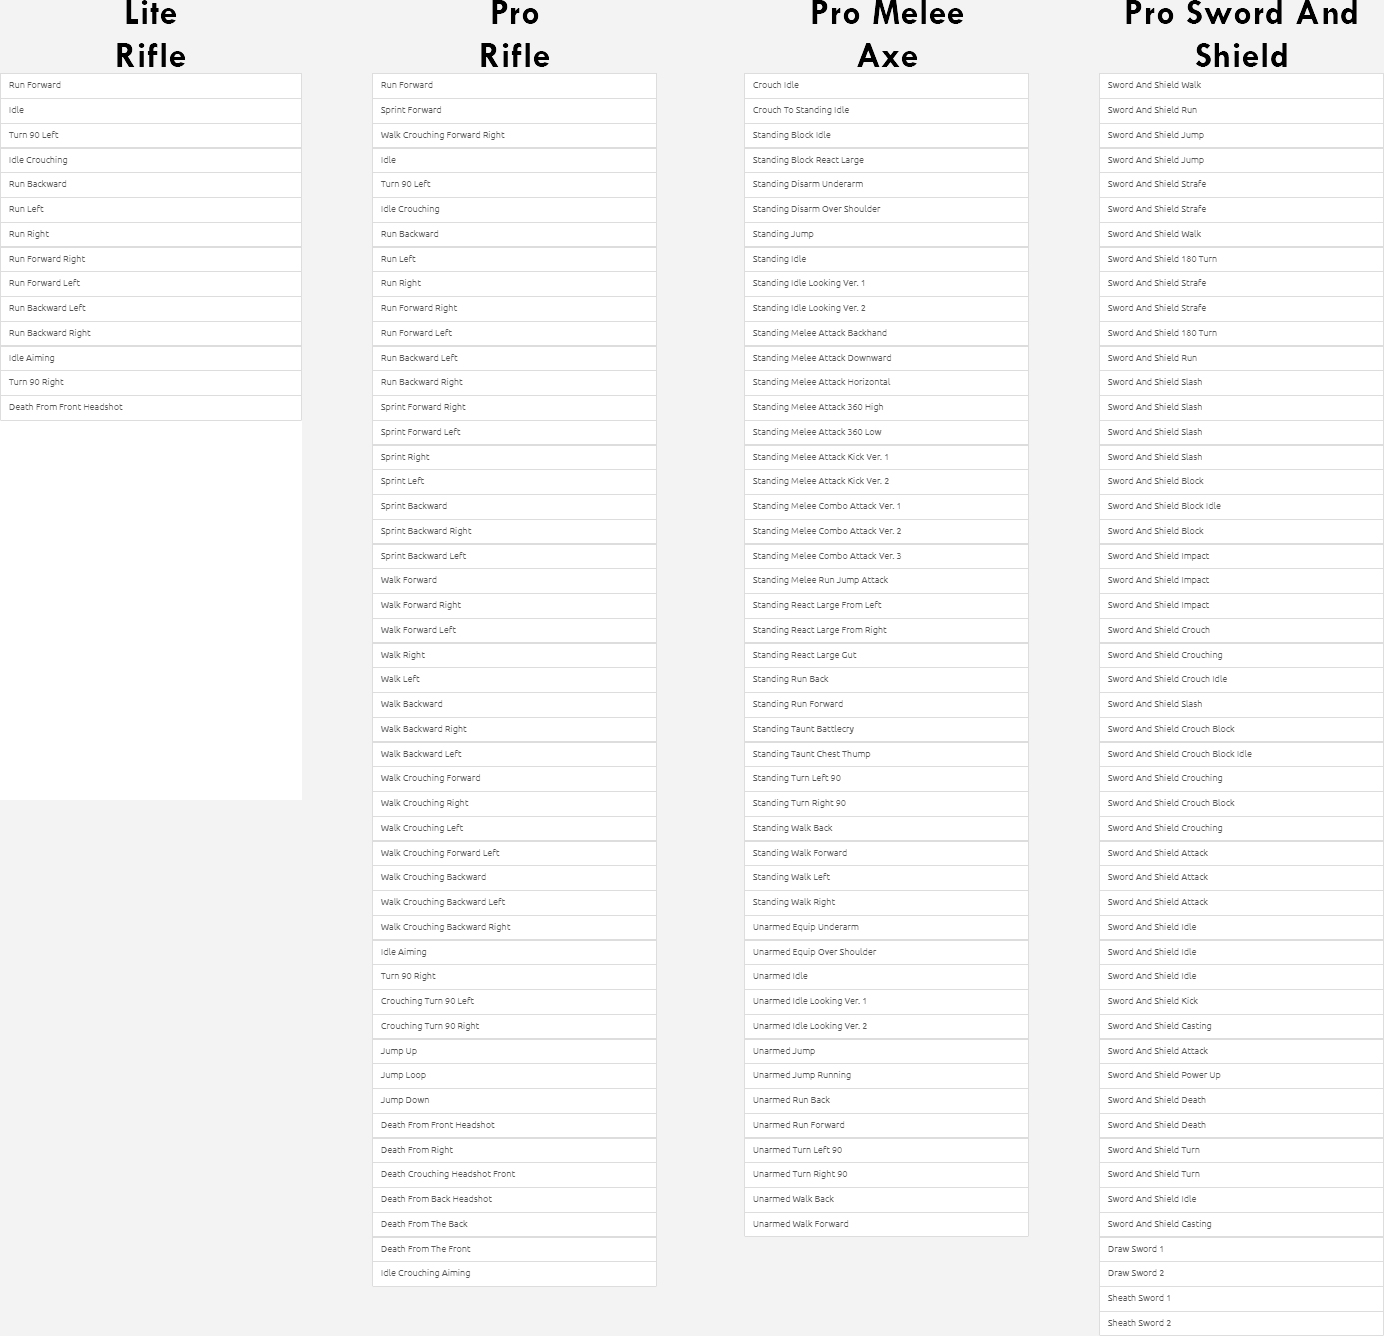 Lite
Rifle
Run Forward
Idle
Turn 90 Left
Idle Crouching
Run Backward
Run Left
Run Right
Run Forward Right
Run Forward Left
Run Backward Left
Run Backward Right
Idle Aiming
Turn 90 Right
Death From Front Headshot
Pro
Rifle
Run Forward
Sprint Forward
Walk Crouching Forward Right
Idle
Turn 90 Left
Idle Crouching
Run Backward
Run Left
Run Right
Run Forward Right
Run Forward Left
Run Backward Left
Run Backward Right
Sprint Forward Right
Sprint Forward Left
Sprint Right
Sprint Left
Sprint Backward
Sprint Backward Right
Sprint Backward Left
Walk Forward
Walk Forward Right
Walk Forward Left
Walk Right
Walk Left
Walk Backward
Walk Backward Right
Walk Backward Left
Walk Crouching Forward
Walk Crouching Right
Walk Crouching Left
Walk Crouching Forward Left
Walk Crouching Backward
Walk Crouching Backward Left
Walk Crouching Backward Right
Idle Aiming
Turn 90 Right
Crouching Turn 90 Left
Crouching Turn 90 Right
Jump Up
Jump Loop
Jump Down
Death From Front Headshot
Death From Right
Death Crouching Headshot Front
Death From Back Headshot
Death From The Back
Death From The Front
Idle Crouching Aiming
Pro Melee
Axe
Crouch Idle
Crouch To Standing Idle
Standing Block Idle
Standing Block React Large
Standing Disarm Underarm
Standing Disarm Over Shoulder
Standing Jump
Standing Idle
Standing Idle Looking Ver. 1
Standing Idle Looking Ver. 2
Standing Melee Attack Backhand
Standing Melee Attack Downward
Standing Melee Attack Horizontal
Standing Melee Attack 360 High
Standing Melee Attack 360 Low
Standing Melee Attack Kick Ver. 1
Standing Melee Attack Kick Ver. 2
Standing Melee Combo Attack Ver. 1
Standing Melee Combo Attack Ver. 2
Standing Melee Combo Attack Ver. 3
Standing Melee Run Jump Attack
Standing React Large From Left
Standing React Large From Right
Standing React Large Gut
Standing Run Back
Standing Run Forward
Standing Taunt Battlecry
Standing Taunt Chest Thump
Standing Turn Left 90
Standing Turn Right 90
Standing Walk Back
Standing Walk Forward
Standing Walk Left
Standing Walk Right
Unarmed Equip Underarm
Unarmed Equip Over Shoulder
Unarmed Idle
Unarmed Idle Looking Ver. 1
Unarmed Idle Looking Ver. 2
Unarmed Jump
Unarmed Jump Running
Unarmed Run Back
Unarmed Run Forward
Unarmed Turn Left 90
Unarmed Turn Right 90
Unarmed Walk Back
Unarmed Walk Forward
Pro Sword And
Shield
Sword And Shield Walk
Sword And Shield Run
Sword And Shield Jump
Sword And Shield Jump
Sword And Shield Strafe
Sword And Shield Strafe
Sword And Shield Walk
Sword And Shield 180 Turn
Sword And Shield Strafe
Sword And Shield Strafe
Sword And Shield 180 Turn
Sword And Shield Run
Sword And Shield Slash
Sword And Shield Slash
Sword And Shield Slash
Sword And Shield Slash
Sword And Shield Block
Sword And Shield Block Idle
Sword And Shield Block
Sword And Shield Impact
Sword And Shield Impact
Sword And Shield Impact
Sword And Shield Crouch
Sword And Shield Crouching
Sword And Shield Crouch Idle
Sword And Shield Slash
Sword And Shield Crouch Block
Sword And Shield Crouch Block Idle
Sword And Shield Crouching
Sword And Shield Crouch Block
Sword And Shield Crouching
Sword And Shield Attack
Sword And Shield Attack
Sword And Shield Attack
Sword And Shield Idle
Sword And Shield Idle
Sword And Shield Idle
Sword And Shield Kick
Sword And Shield Casting
Sword And Shield Attack
Sword And Shield Power Up
Sword And Shield Death
Sword And Shield Death
Sword And Shield Turn
Sword And Shield Turn
Sword And Shield Idle
Sword And Shield Casting
Draw Sword 1
Draw Sword 2
Sheath Sword 1
Sheath Sword 2